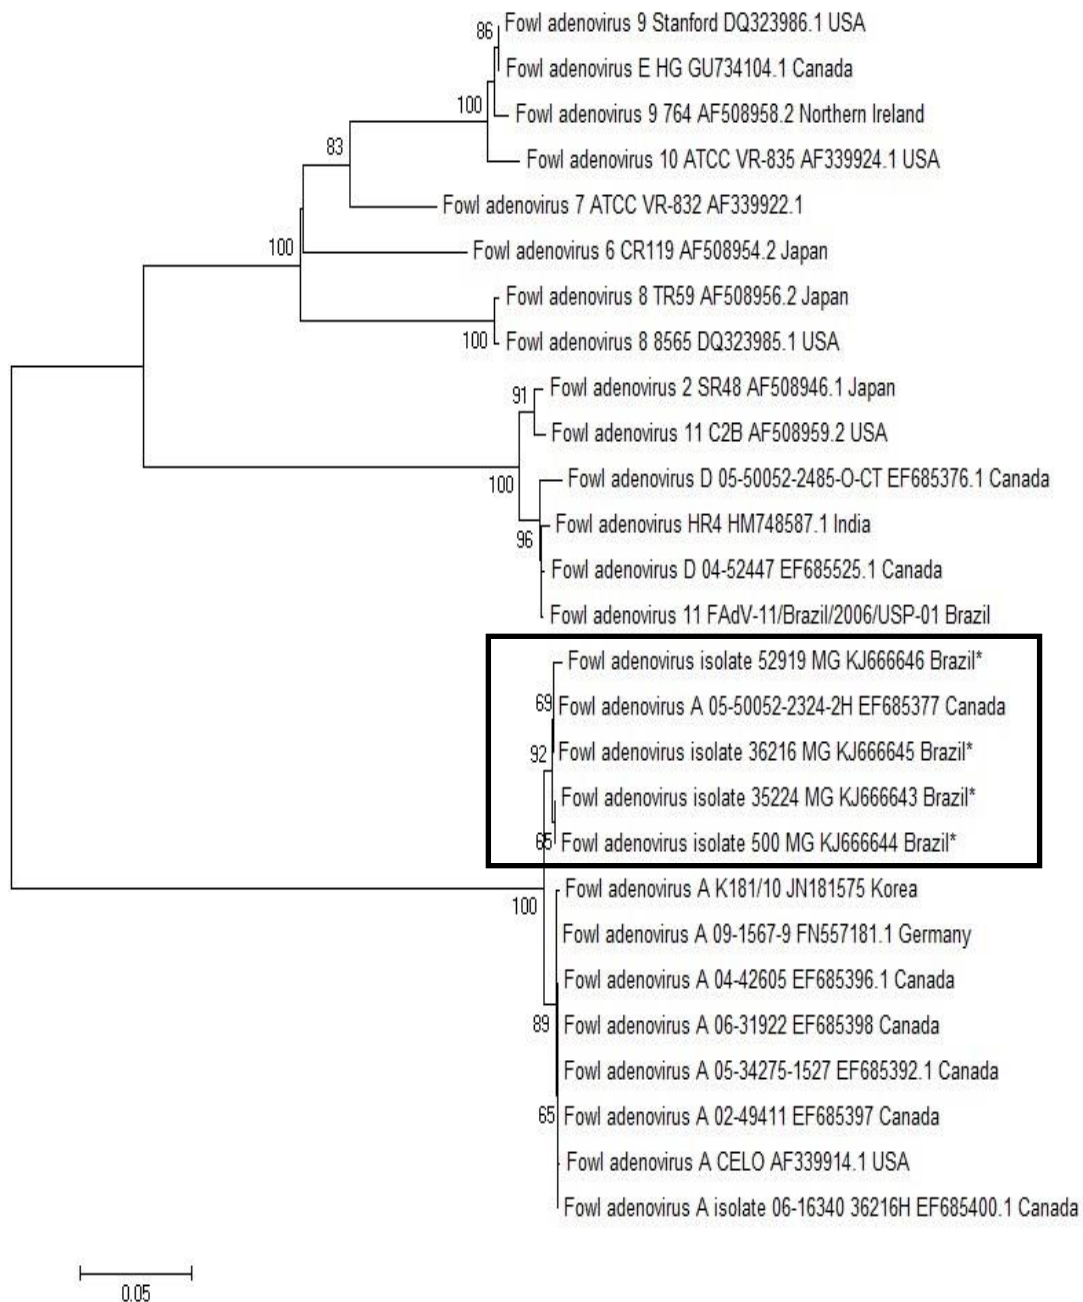 86
Fowl adenovirus 9 Stanford DQ323986.1 USA
Fowl adenovirus E HG GU734104.1 Canada
100
Fowl adenovirus 9 764 AF508958.2 Northern Ireland
83
Fowl adenovirus 10 ATCC VR-835 AF339924.1 USA
Fowl adenovirus 7 ATCC VR-832 AF339922.1
100
Fowl adenovirus 6 CR119 AF508954.2 Japan
Fowl adenovirus 8 TR59 AF508956.2 Japan
100
Fowl adenovirus 8 8565 DQ323985.1 USA
91
Fowl adenovirus 2 SR48 AF508946.1 Japan
Fowl adenovirus 11 C2B AF508959.2 USA
100
Fowl adenovirus D 05-50052-2485-O-CT EF685376.1 Canada
Fowl adenovirus HR4 HM748587.1 India
96
Fowl adenovirus D 04-52447 EF685525.1 Canada
Fowl adenovirus 11 FAdV-11/Brazil/2006/USP-01 Brazil
Fowl adenovirus isolate 52919 MG KJ666646 Brazil*
69
Fowl adenovirus A 05-50052-2324-2H EF685377 Canada
92
Fowl adenovirus isolate 36216 MG KJ666645 Brazil*
Fowl adenovirus isolate 35224 MG KJ666643 Brazil*
65
Fowl adenovirus isolate 500 MG KJ666644 Brazil*
Fowl adenovirus A K181/10 JN181575 Korea
100
Fowl adenovirus A 09-1567-9 FN557181.1 Germany
Fowl adenovirus A 04-42605 EF685396.1 Canada
89
Fowl adenovirus A 06-31922 EF685398 Canada
Fowl adenovirus A 05-34275-1527 EF685392.1 Canada
65
Fowl adenovirus A 02-49411 EF685397 Canada
Fowl adenovirus A CELO AF339914.1 USA
Fowl adenovirus A isolate 06-16340 36216H EF685400.1 Canada
0.05